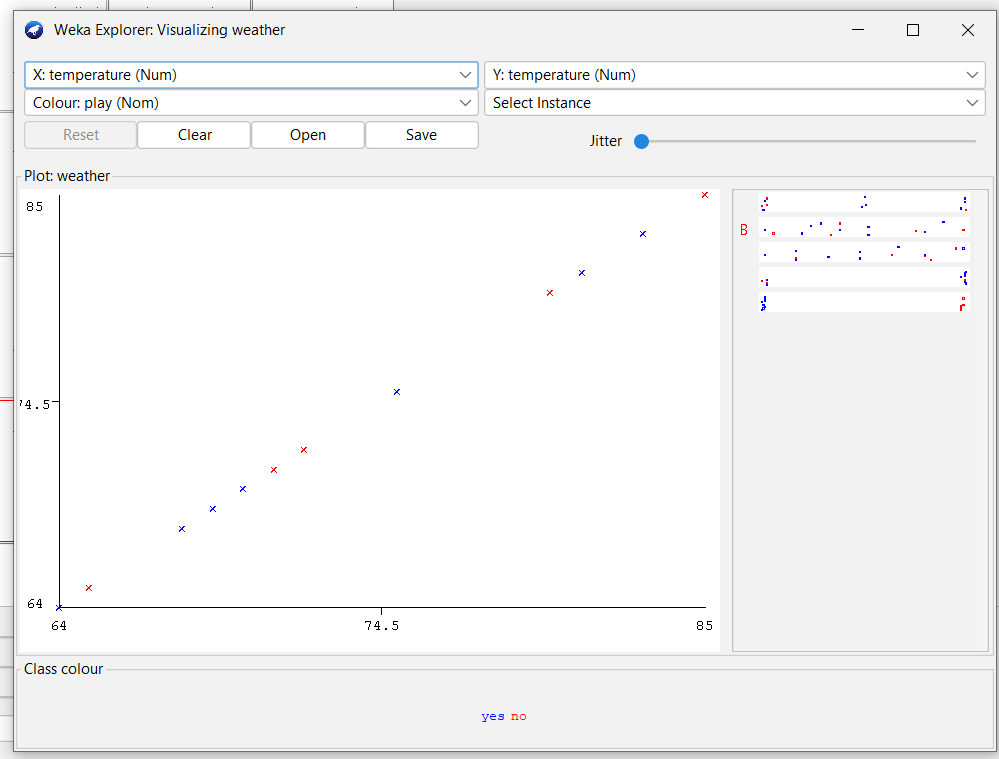 Weka Explorer: Visualizing weather
X: temperature (Num) Y: temperature (Num)
Colour: play (Nom) Select Instance
Reset Clear Open Save Jitter
Plot: weather
85
B
74.5
64
64 74.5 85
Class colour
yes no